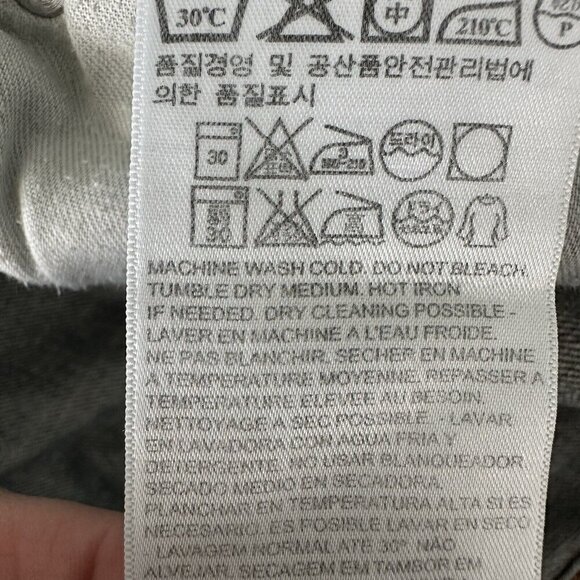 30℃ 中 210℃ P
품질경영 및 공산품안전관리법에
의한 품질표시
30 3 180~210 드라이
30
MACHINE WASH COLD. DO NOT BLEACH.
TUMBLE DRY MEDIUM. HOT IRON
IF NEEDED. DRY CLEANING POSSIBLE -
LAVER EN MACHINE A L'EAU FROIDE.
NE PAS BLANCHIR. SECHER EN MACHINE
A TEMPERATURE MOYENNE. REPASSER A
TEMPERATURE ELEVEE AU BESOIN.
NETTOYAGE A SEC POSSIBLE. - LAVAR
EN LAVADORA CON AGUA FRIA Y
DETERGENTE. NO USAR BLANQUEADOR.
SECADO MEDIO EN SECADORA.
PLANCHAR EN TEMPERATURA ALTA SI ES
NECESARIO. ES POSIBLE LAVAR EN SECO
- LAVAGEM NORMAL ATÉ 30°. NÃO
ALVEJAR. SECAGEM EM TAMBOR EM